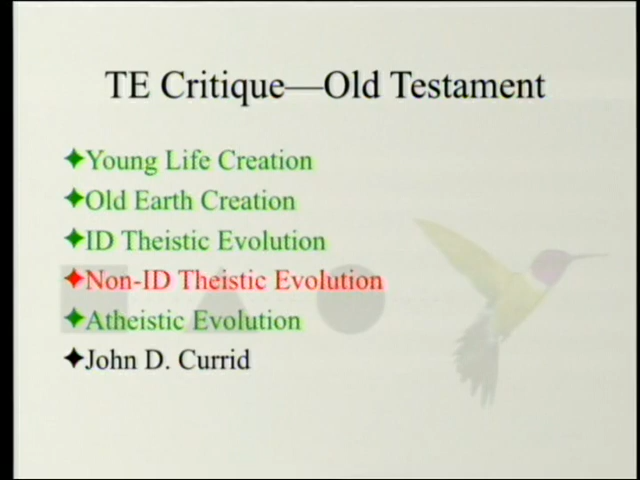 TE Critique—Old Testament
Young Life Creation
Old Earth Creation
ID Theistic Evolution
Non-ID Theistic Evolution
Atheistic Evolution
John D. Currid